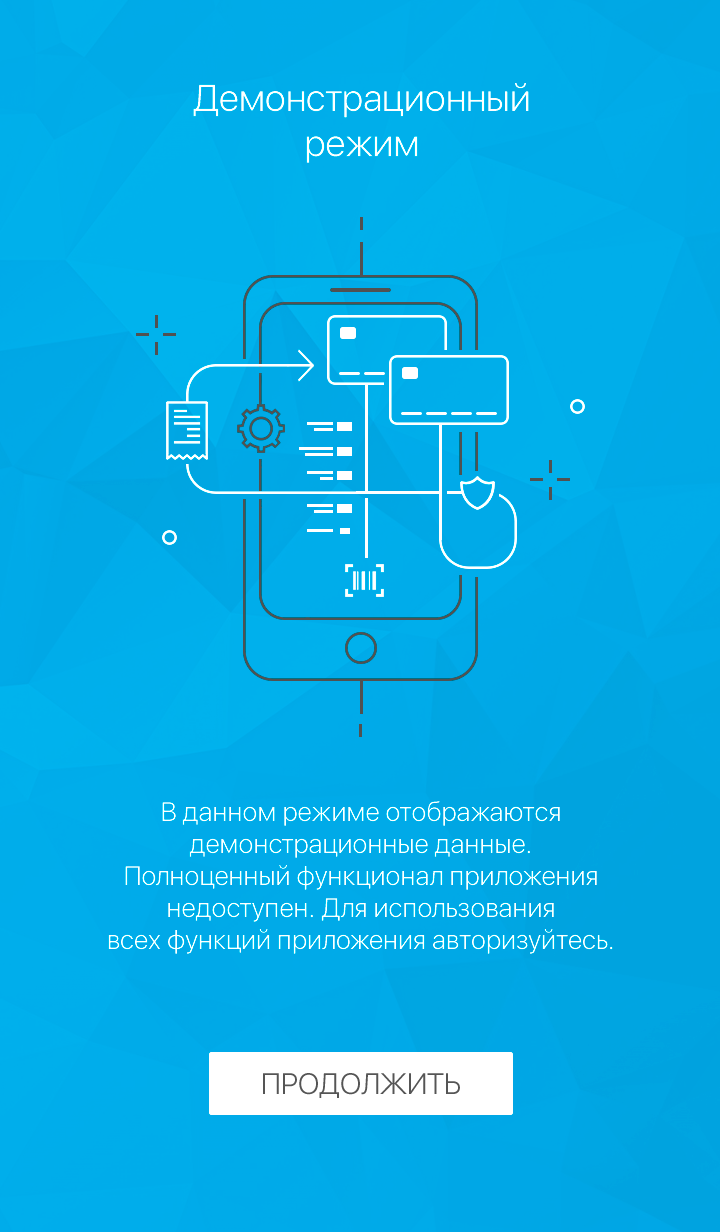 Демонстрационный
режим
В данном режиме отображаются
демонстрационные данные.
Полноценный функционал приложения
недоступен. Для использования
всех функций приложения авторизуйтесь.
ПРОДОЛЖИТЬ